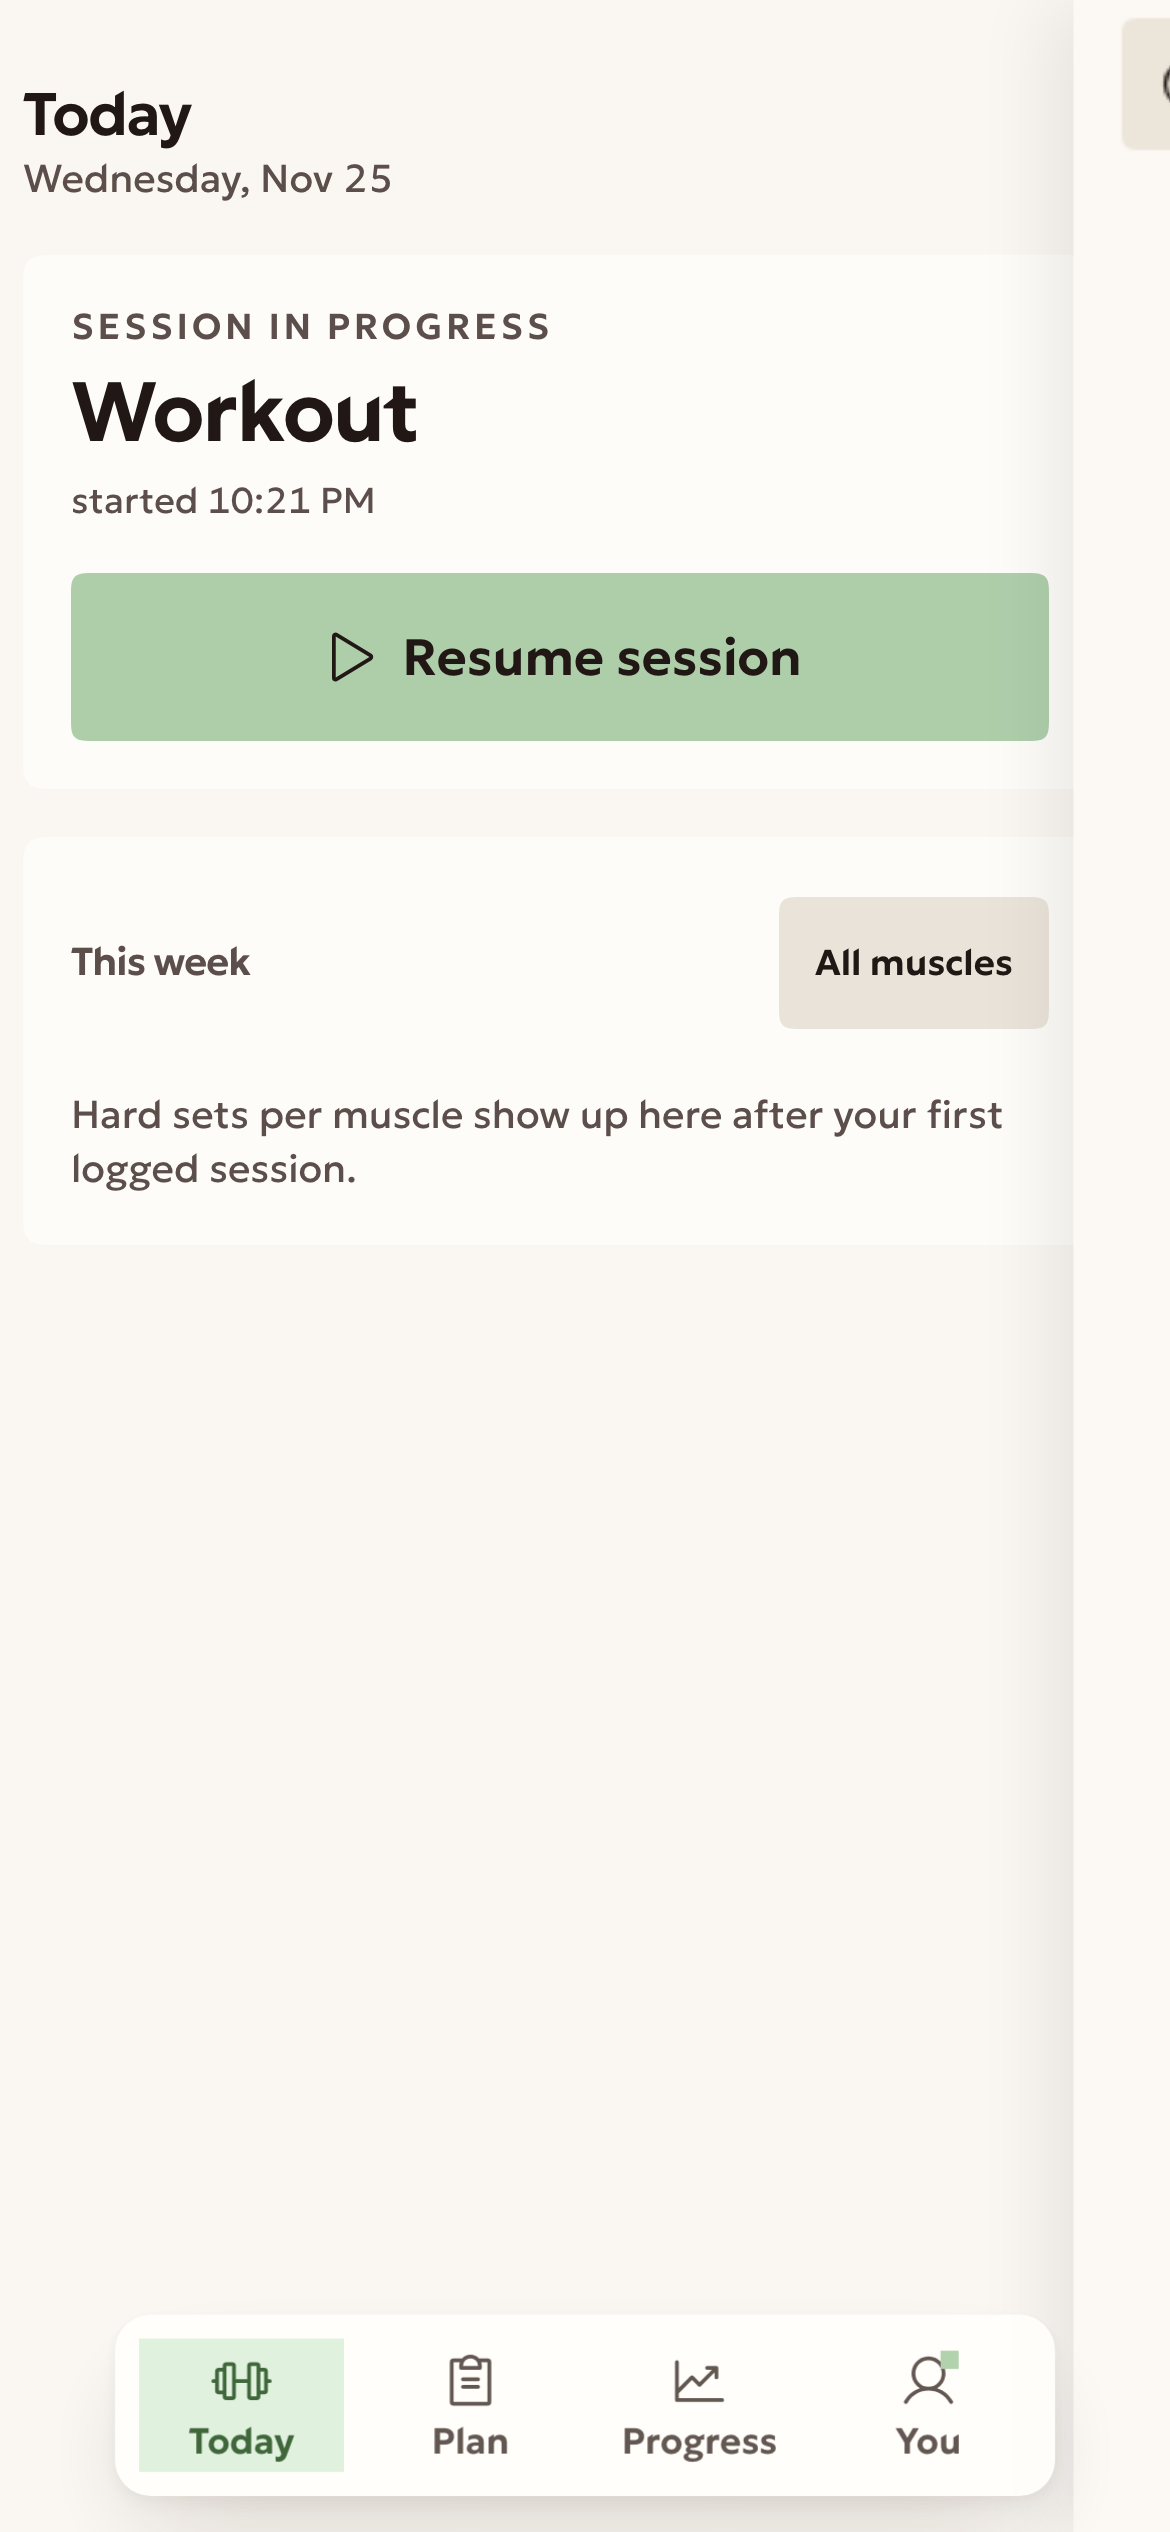 Today
Wednesday, Nov 25
SESSION IN PROGRESS
Workout
started 10:21 PM
Resume session
This week
All muscles
Hard sets per muscle show up here after your first
logged session.
Today
Plan
Progress
You